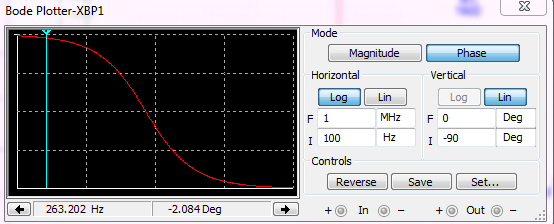 Bode Plotter-XBP1
Mode
Magnitude Phase
Horizontal Vertical
Log Lin Log Lin
F 1 MHz F 0 Deg
I 100 Hz I -90 Deg
Controls
Reverse Save Set...
263.202 Hz -2.084 Deg + In − + Out −